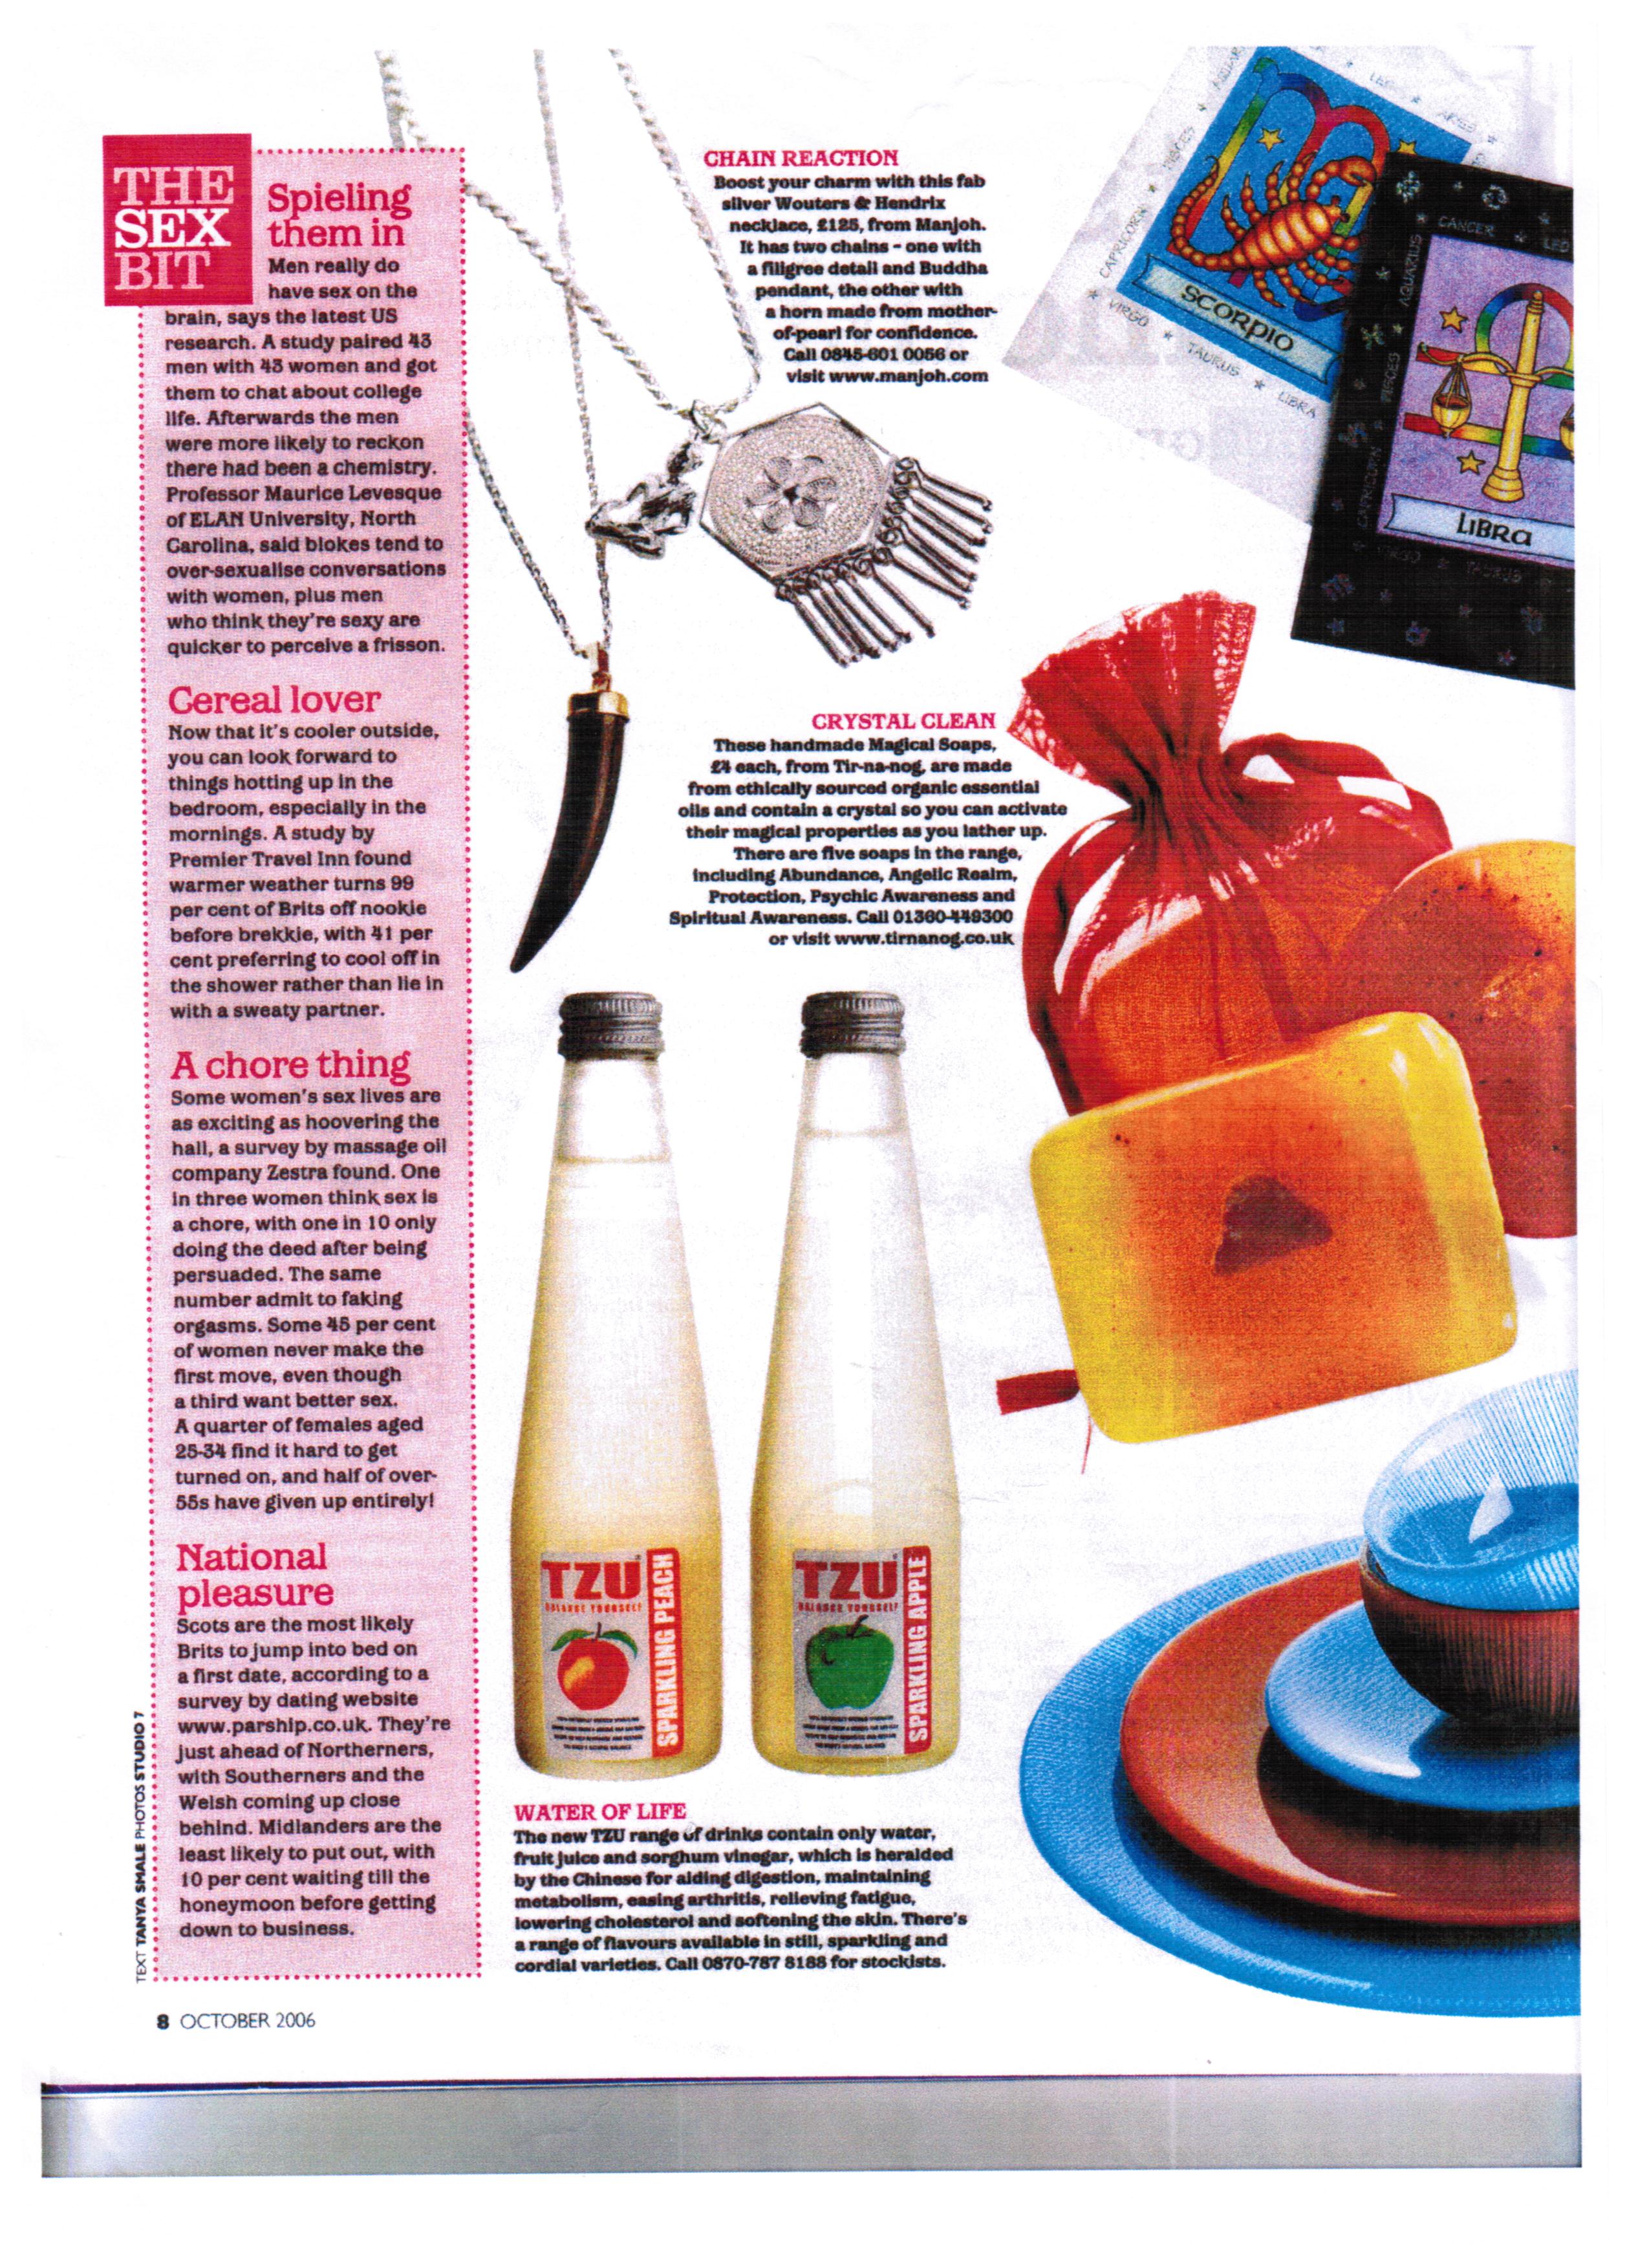 THE
SEX
BIT
Spieling
them in
Men really do
have sex on the
brain, says the latest US
research. A study paired 43
men with 43 women and got
them to chat about college
life. Afterwards the men
were more likely to reckon
there had been a chemistry.
Professor Maurice Levesque
of ELAN University, North
Carolina, said blokes tend to
over-sexualise conversations
with women, plus men
who think they're sexy are
quicker to perceive a frisson.
Cereal lover
Now that it's cooler outside,
you can look forward to
things hotting up in the
bedroom, especially in the
mornings. A study by
Premier Travel Inn found
warmer weather turns 99
per cent of Brits off nookie
before brekkie, with 41 per
cent preferring to cool off in
the shower rather than lie in
with a sweaty partner.
A chore thing
Some women's sex lives are
as exciting as hoovering the
hall, a survey by massage oil
company Zestra found. One
in three women think sex is
a chore, with one in 10 only
doing the deed after being
persuaded. The same
number admit to faking
orgasms. Some 45 per cent
of women never make the
first move, even though
a third want better sex.
A quarter of females aged
25-34 find it hard to get
turned on, and half of over-
55s have given up entirely!
National
pleasure
Scots are the most likely
Brits to jump into bed on
a first date, according to a
survey by dating website
www.parship.co.uk. They're
just ahead of Northerners,
with Southerners and the
Welsh coming up close
behind. Midlanders are the
least likely to put out, with
10 per cent waiting till the
honeymoon before getting
down to business.
TEXT TANYA SMALE PHOTOS STUDIO 7
8 OCTOBER 2006
CHAIN REACTION
Boost your charm with this fab
silver Wouters & Hendrix
necklace, £125, from Manjoh.
It has two chains - one with
a filigree detail and Buddha
pendant, the other with
a horn made from mother-
of-pearl for confidence.
Call 0845-601 0056 or
visit www.manjoh.com
CRYSTAL CLEAN
These handmade Magical Soaps,
£4 each, from Tir-na-nog, are made
from ethically sourced organic essential
oils and contain a crystal so you can activate
their magical properties as you lather up.
There are five soaps in the range,
including Abundance, Angelic Realm,
Protection, Psychic Awareness and
Spiritual Awareness. Call 01360-449300
or visit www.tirnanog.co.uk
TZU
BALANCE YOURSELF
SPARKLING PEACH
TZU
BALANCE YOURSELF
SPARKLING APPLE
WATER OF LIFE
The new TZU range of drinks contain only water,
fruit juice and sorghum vinegar, which is heralded
by the Chinese for aiding digestion, maintaining
metabolism, easing arthritis, relieving fatigue,
lowering cholesterol and softening the skin. There's
a range of flavours available in still, sparkling and
cordial varieties. Call 0870-787 8188 for stockists.
LEO ARIES
PISCES
CAPRICORN
VIRGO TAURUS LIBRA
SCORPIO
CANCER LEO
AQUARIUS
PISCES
CAPRICORN
VIRGO TAURUS
LIBRA